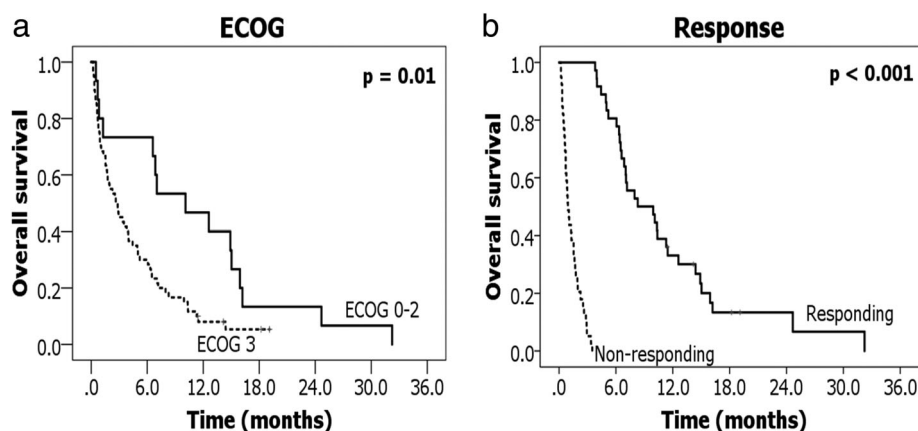 a
ECOG
p = 0.01
Overall survival
1.0
0.8
0.6
0.4
0.2
0.0
ECOG 0-2
ECOG 3
.0 6.0 12.0 18.0 24.0 30.0 36.0
Time (months)
b
Response
p < 0.001
Overall survival
1.0
0.8
0.6
0.4
0.2
0.0
Responding
Non-responding
.0 6.0 12.0 18.0 24.0 30.0 36.0
Time (months)